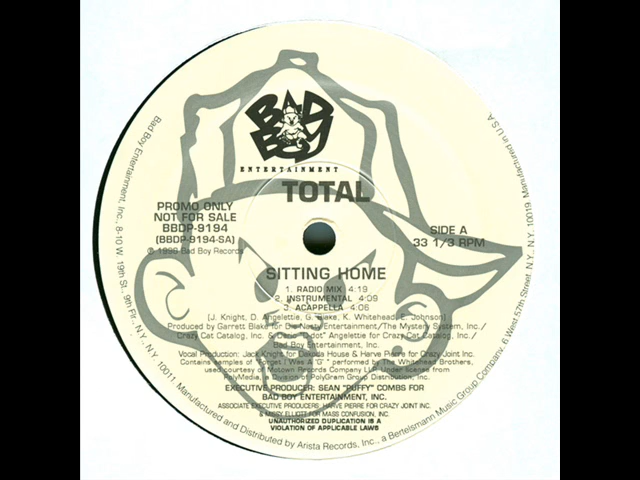 BAD BOY
ENTERTAINMENT
TOTAL
PROMO ONLY
NOT FOR SALE
BBDP-9194
(BBDP-9194-SA)
℗ 1996 Bad Boy Records
SIDE A
33 1/3 RPM
SITTING HOME
1. RADIO MIX 4:19
2. INSTRUMENTAL 4:09
3. ACAPPELLA 4:06
(J. Knight, D. Angelettie, G. Blake, K. Whitehead, E. Johnson)
Produced by Garrett Blake for Blo Nasty Entertainment/The Mystery System, Inc./
Crazy Cat Catalog, Inc. & Deric "D-dot" Angelettie for Crazy Cat Catalog, Inc./
Bad Boy Entertainment, Inc.
Vocal Production: Jack Knight for Dakoda House & Harve Pierre for Crazy Joint Inc.
Contains samples of "Forget I Was A 'G'" performed by The Whitehead Brothers,
used courtesy of Motown Records Company LLP. Under license from
PolyMedia, a Division of PolyGram Group Distribution, Inc.
EXECUTIVE PRODUCER: SEAN "PUFFY" COMBS FOR
BAD BOY ENTERTAINMENT, INC.
ASSOCIATE EXECUTIVE PRODUCERS: HARVE PIERRE FOR CRAZY JOINT INC.
& MISSY ELLIOTT FOR MASS CONFUSION, INC.
UNAUTHORIZED DUPLICATION IS A
VIOLATION OF APPLICABLE LAWS
Bad Boy Entertainment, Inc., 8-10 W. 19th St., 9th Flr., N.Y., N.Y. 10011. Manufactured and Distributed by Arista Records, Inc., a Bertelsmann Music Group Company, 6 West 57th Street, N.Y., N.Y. 10019. Manufactured in U.S.A.